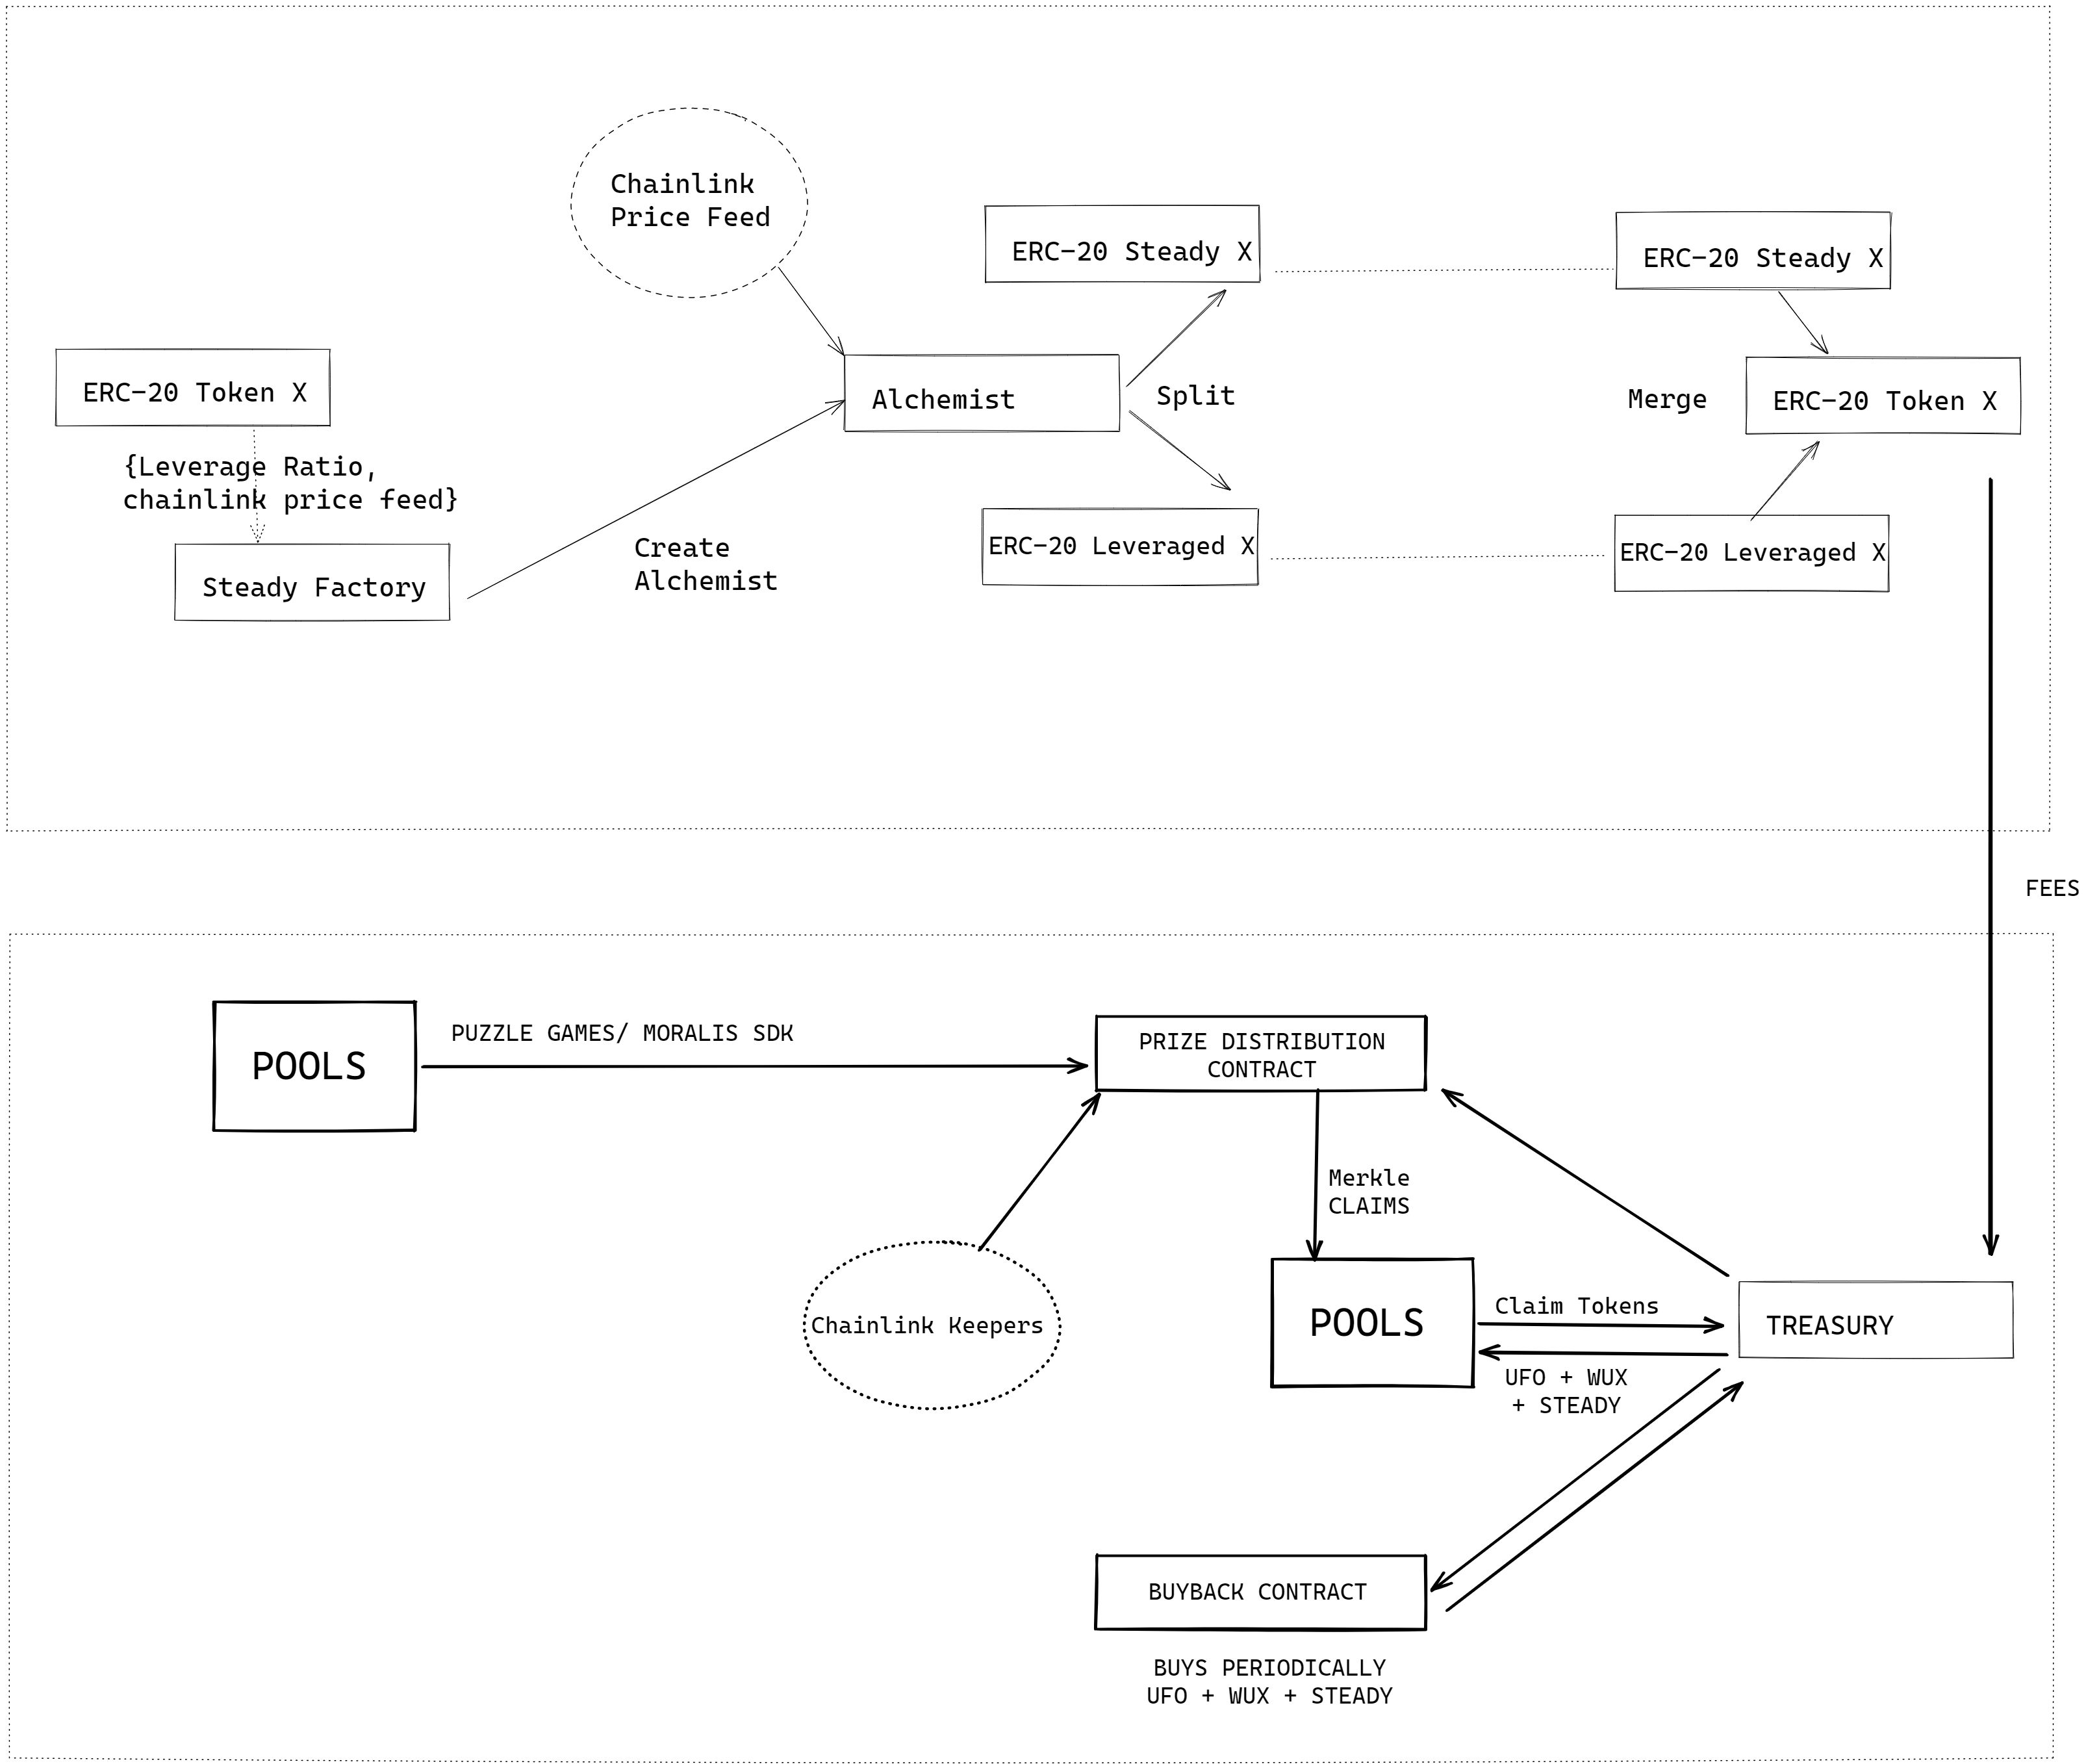 Chainlink
Price Feed
ERC-20 Steady X
ERC-20 Steady X
ERC-20 Token X
Alchemist
Split
Merge
ERC-20 Token X
{Leverage Ratio,
chainlink price feed}
Steady Factory
Create
Alchemist
ERC-20 Leveraged X
ERC-20 Leveraged X
FEES
POOLS
PUZZLE GAMES/ MORALIS SDK
PRIZE DISTRIBUTION
CONTRACT
Merkle
CLAIMS
Chainlink Keepers
POOLS
Claim Tokens
TREASURY
UFO + WUX
+ STEADY
BUYBACK CONTRACT
BUYS PERIODICALLY
UFO + WUX + STEADY